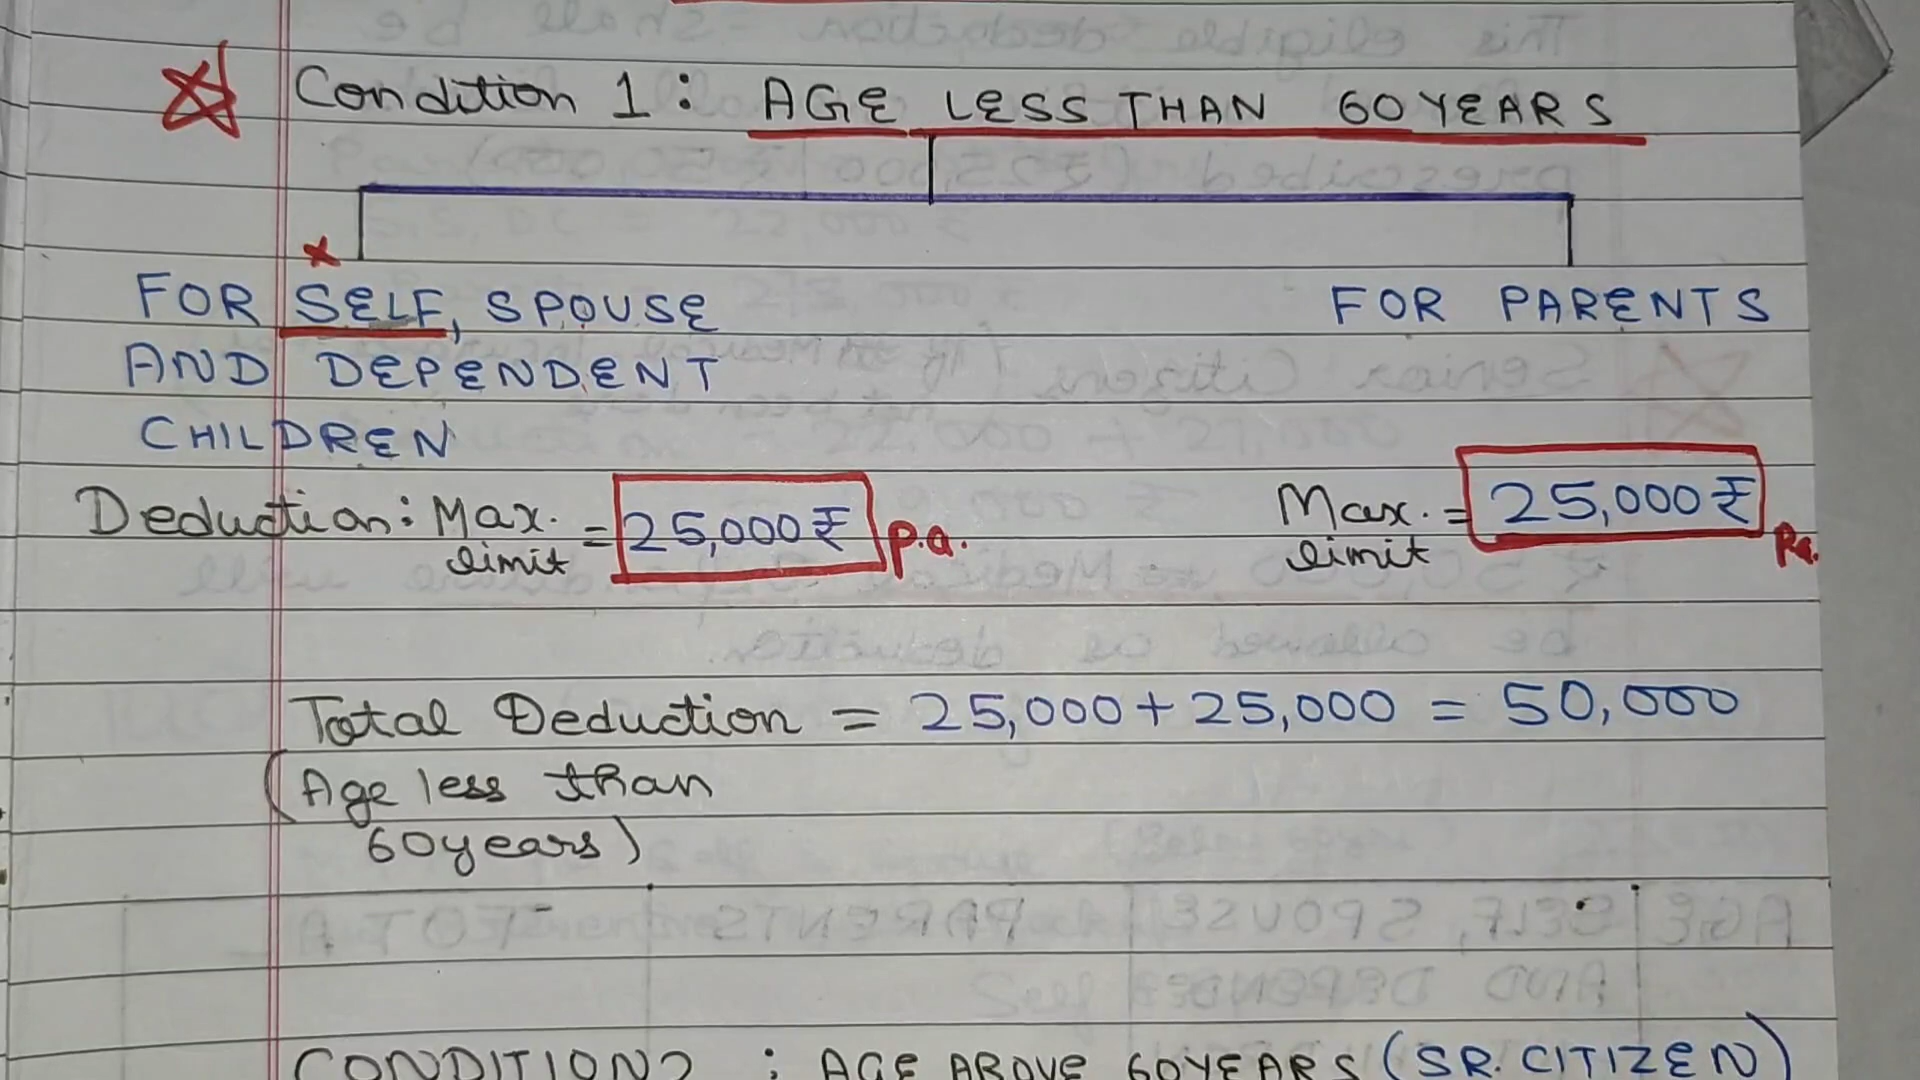 Condition 1 : AGE LESS THAN 60 YEARS
FOR SELF, SPOUSE
AND DEPENDENT
CHILDREN
FOR PARENTS
Deduction: Max. limit = 25,000 ₹ p.a.
Max. limit = 25,000 ₹ P.a.
Total Deduction = 25,000 + 25,000 = 50,000
(Age less than
60 years)
CONDITION 2 : AGE ABOVE 60 YEARS (SR. CITIZEN)